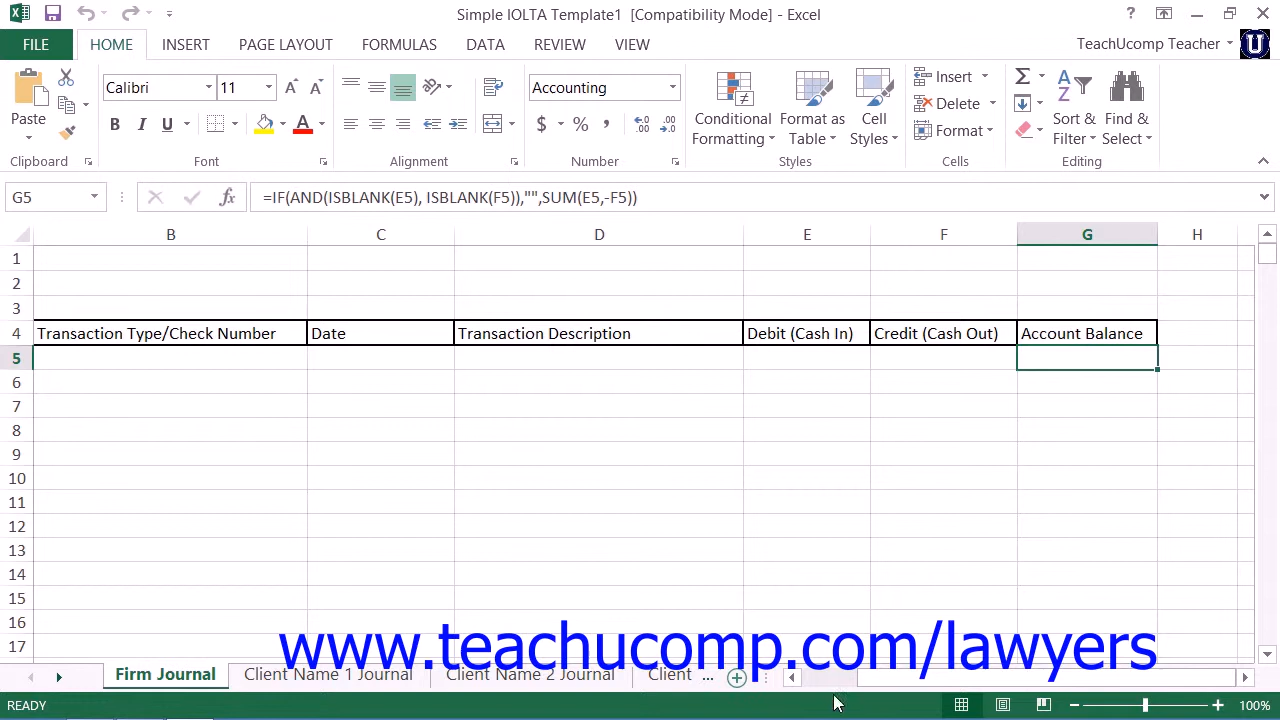 Simple IOLTA Template1 [Compatibility Mode] - Excel
?
FILE HOME INSERT PAGE LAYOUT FORMULAS DATA REVIEW VIEW TeachUcomp Teacher
Paste
Clipboard
Calibri 11
B I U A
Font
Alignment
Accounting
$ % ,
Number
Conditional Formatting
Format as Table
Cell Styles
Styles
Insert
Delete
Format
Cells
Sort & Filter
Find & Select
Editing
G5 fx =IF(AND(ISBLANK(E5), ISBLANK(F5)),"",SUM(E5,-F5))
B C D E F G H
1
2
3
4 Transaction Type/Check Number Date Transaction Description Debit (Cash In) Credit (Cash Out) Account Balance
5
6
7
8
9
10
11
12
13
14
15
16
17
www.teachucomp.com/lawyers
Firm Journal Client Name 1 Journal Client Name 2 Journal Client ...
READY 100%